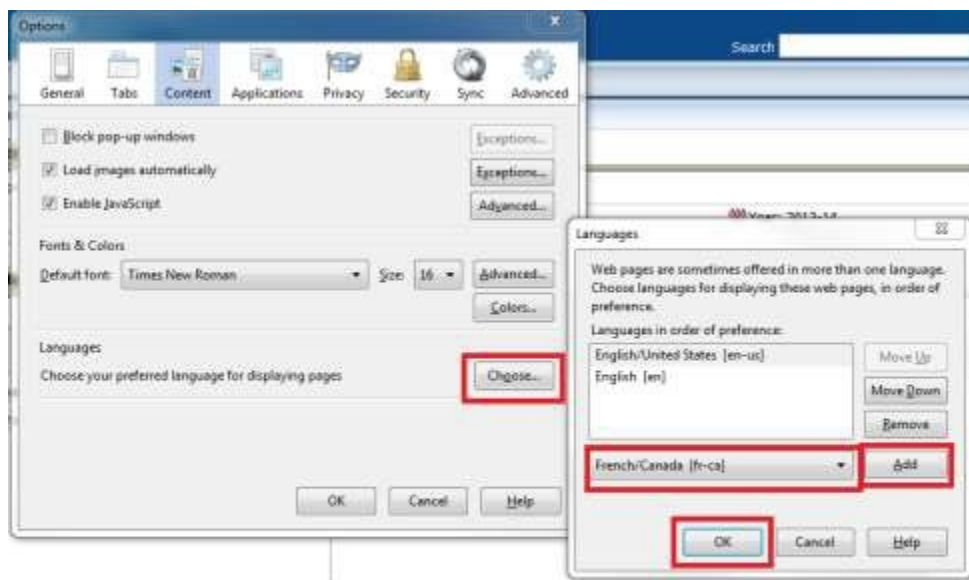 Options
Search
General Tabs Content Applications Privacy Security Sync Advanced
Block pop-up windows Exceptions...
Load images automatically Exceptions...
Enable JavaScript Advanced...
Fonts & Colors
Default font: Times New Roman Size: 16 Advanced...
Colors...
Languages
Choose your preferred language for displaying pages Choose...
OK Cancel Help
Year: 2013-14
Languages
Web pages are sometimes offered in more than one language.
Choose languages for displaying these web pages, in order of
preference.
Languages in order of preference:
English/United States [en-us] Move Up
English [en]
Move Down
Remove
French/Canada [fr-ca] Add
OK Cancel Help